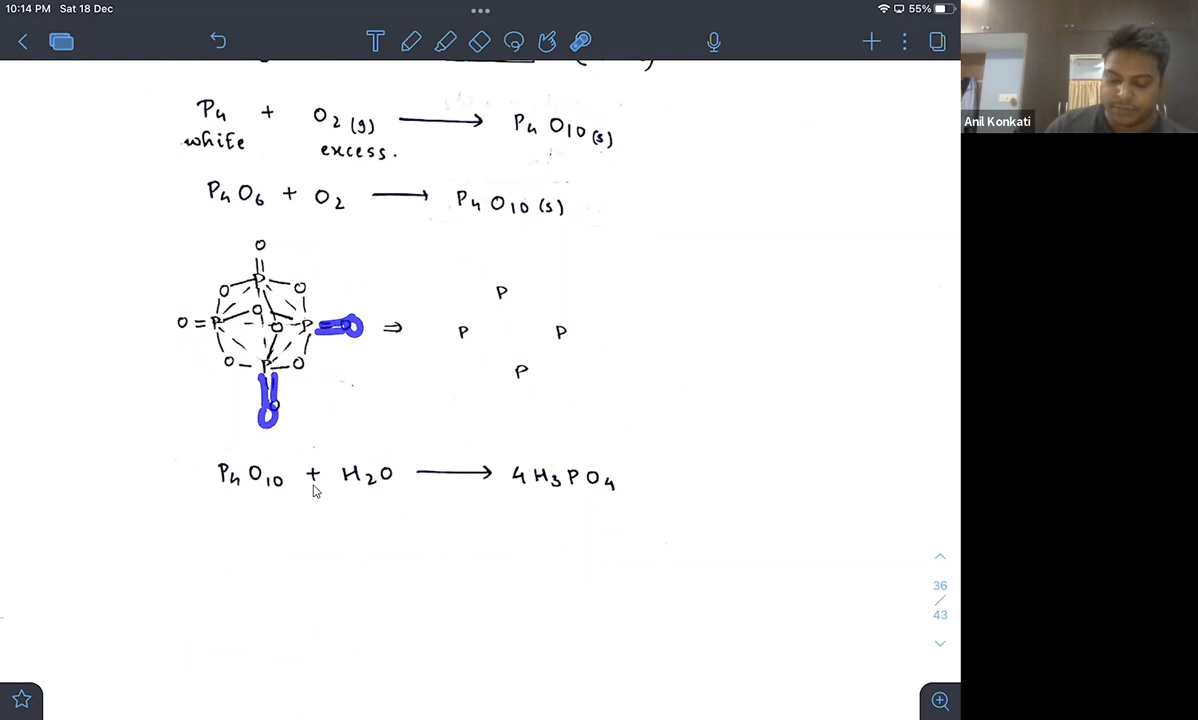 10:14 PM Sat 18 Dec
55%
Anil Konkati
P4 + O2 (g) ⟶ P4 O10 (s)
white excess.
P4 O6 + O2 ⟶ P4 O10 (s)
O
P
O O
P
O = P O O P = O ⇒ P P
O – P – O P
O
P4 O10 + H2O ⟶ 4 H3 P O4
36
/
43